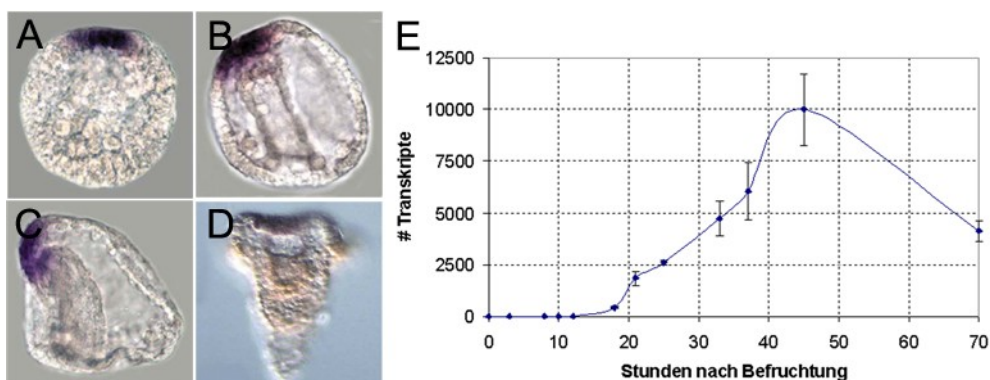 A
B
C
D
E
12500
10000
7500
5000
2500
0
# Transkripte
0 10 20 30 40 50 60 70
Stunden nach Befruchtung